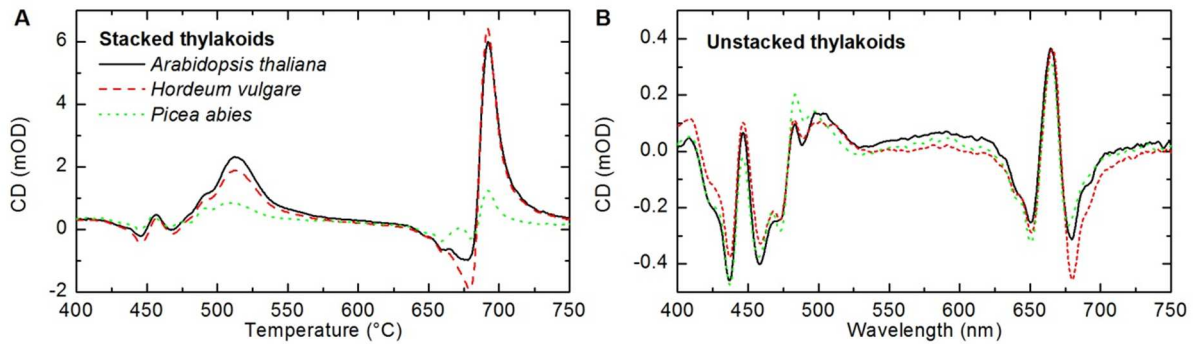 A
Stacked thylakoids
Arabidopsis thaliana
Hordeum vulgare
Picea abies
CD (mOD)
6
4
2
0
-2
400 450 500 550 600 650 700 750
Temperature (°C)
B
Unstacked thylakoids
CD (mOD)
0.4
0.2
0.0
-0.2
-0.4
400 450 500 550 600 650 700 750
Wavelength (nm)